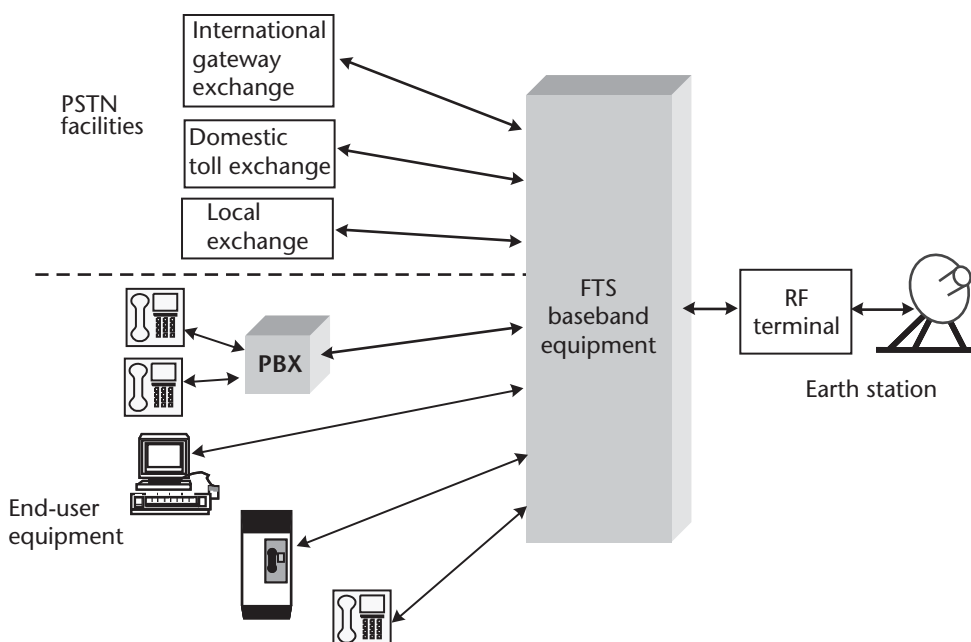 International
gateway
exchange
PSTN
facilities
Domestic
toll exchange
Local
exchange
FTS
baseband
equipment
RF
terminal
PBX
Earth station
End-user
equipment